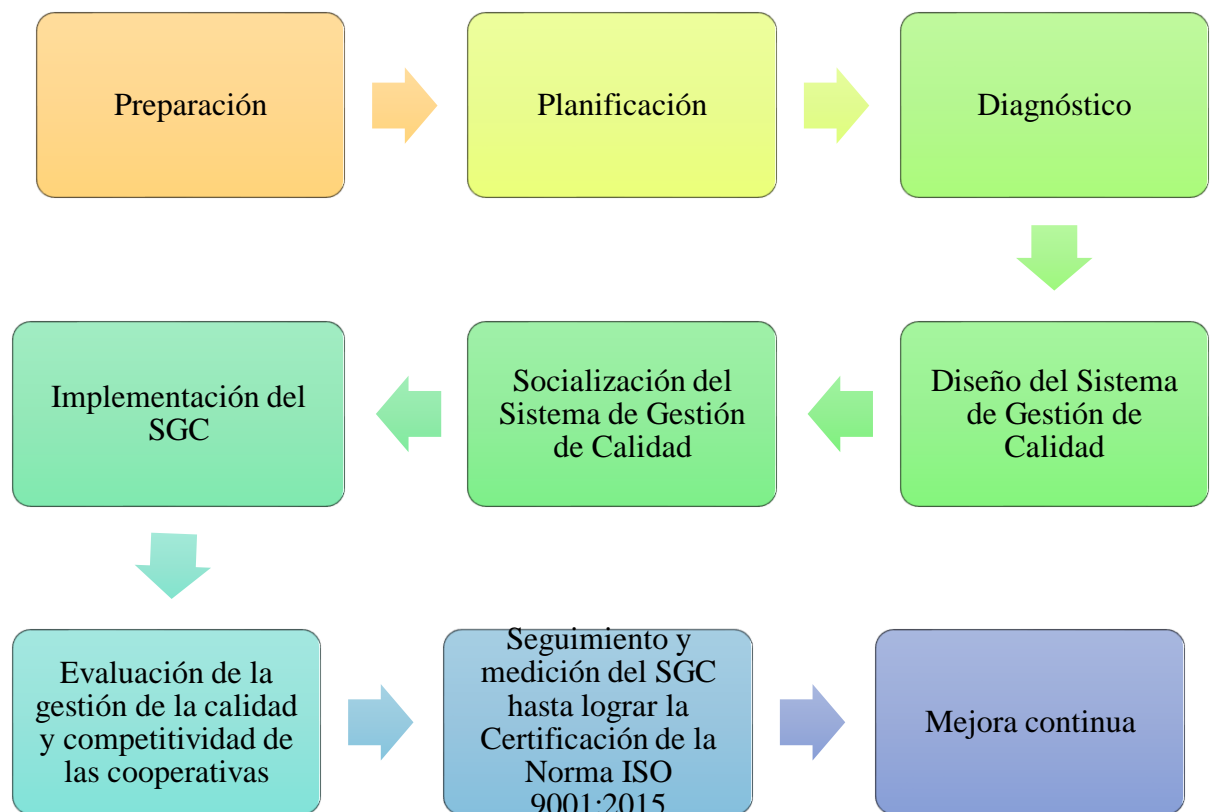 Preparación
Planificación
Diagnóstico
Diseño del Sistema
de Gestión de
Calidad
Socialización del
Sistema de Gestión
de Calidad
Implementación del
SGC
Evaluación de la
gestión de la calidad
y competitividad de
las cooperativas
Seguimiento y
medición del SGC
hasta lograr la
Certificación de la
Norma ISO
9001:2015
Mejora continua